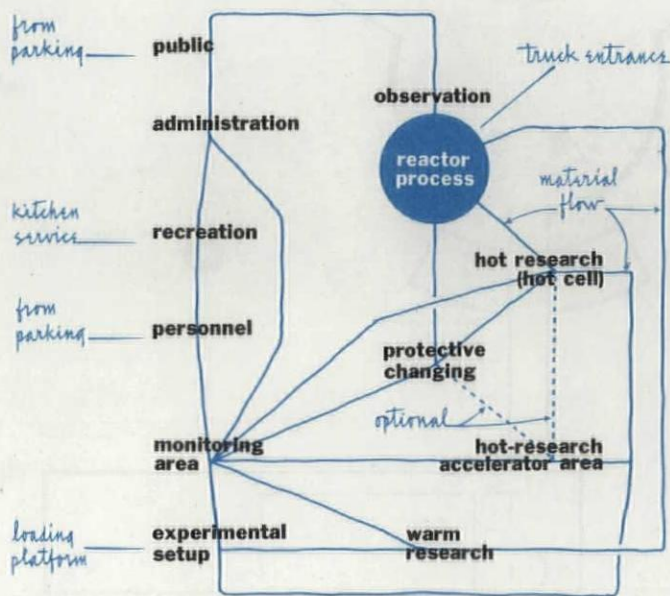 from
parking
public
truck entrance
observation
administration
reactor
process
material
flow
kitchen
service
recreation
hot research
(hot cell)
from
parking
personnel
protective
changing
optional
monitoring
area
hot-research
accelerator area
loading
platform
experimental
setup
warm
research